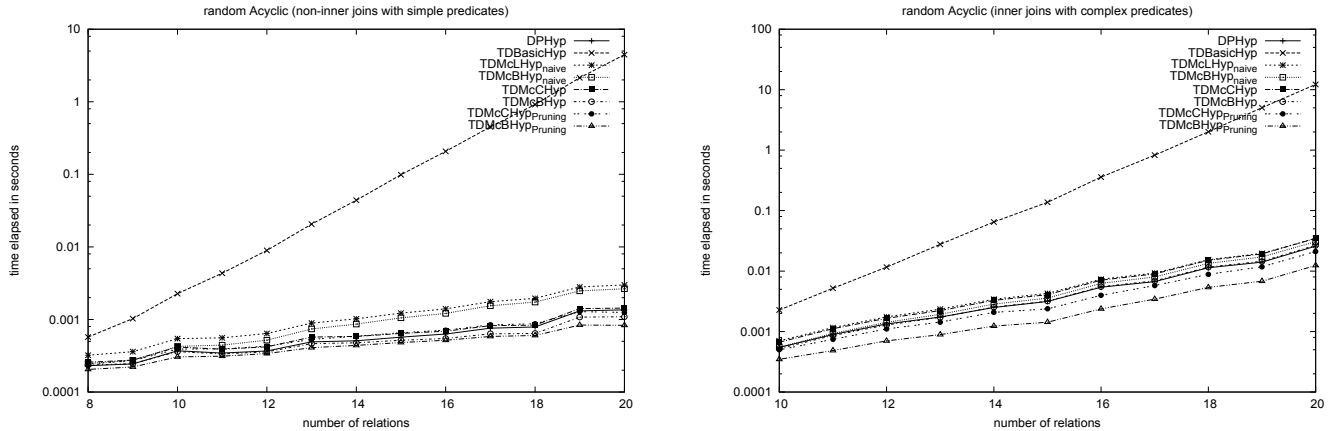 random Acyclic (non-inner joins with simple predicates)
10
1
0.1
0.01
0.001
0.0001
time elapsed in seconds
DPHyp
TDBasicHyp
TDMcLHyp_naive
TDMcBHyp_naive
TDMcCHyp
TDMcBHyp
TDMcCHyp_Pruning
TDMcBHyp_Pruning
8 10 12 14 16 18 20
number of relations
random Acyclic (inner joins with complex predicates)
100
10
1
0.1
0.01
0.001
0.0001
time elapsed in seconds
DPHyp
TDBasicHyp
TDMcLHyp_naive
TDMcBHyp_naive
TDMcCHyp
TDMcBHyp
TDMcCHyp_Pruning
TDMcBHyp_Pruning
10 12 14 16 18 20
number of relations